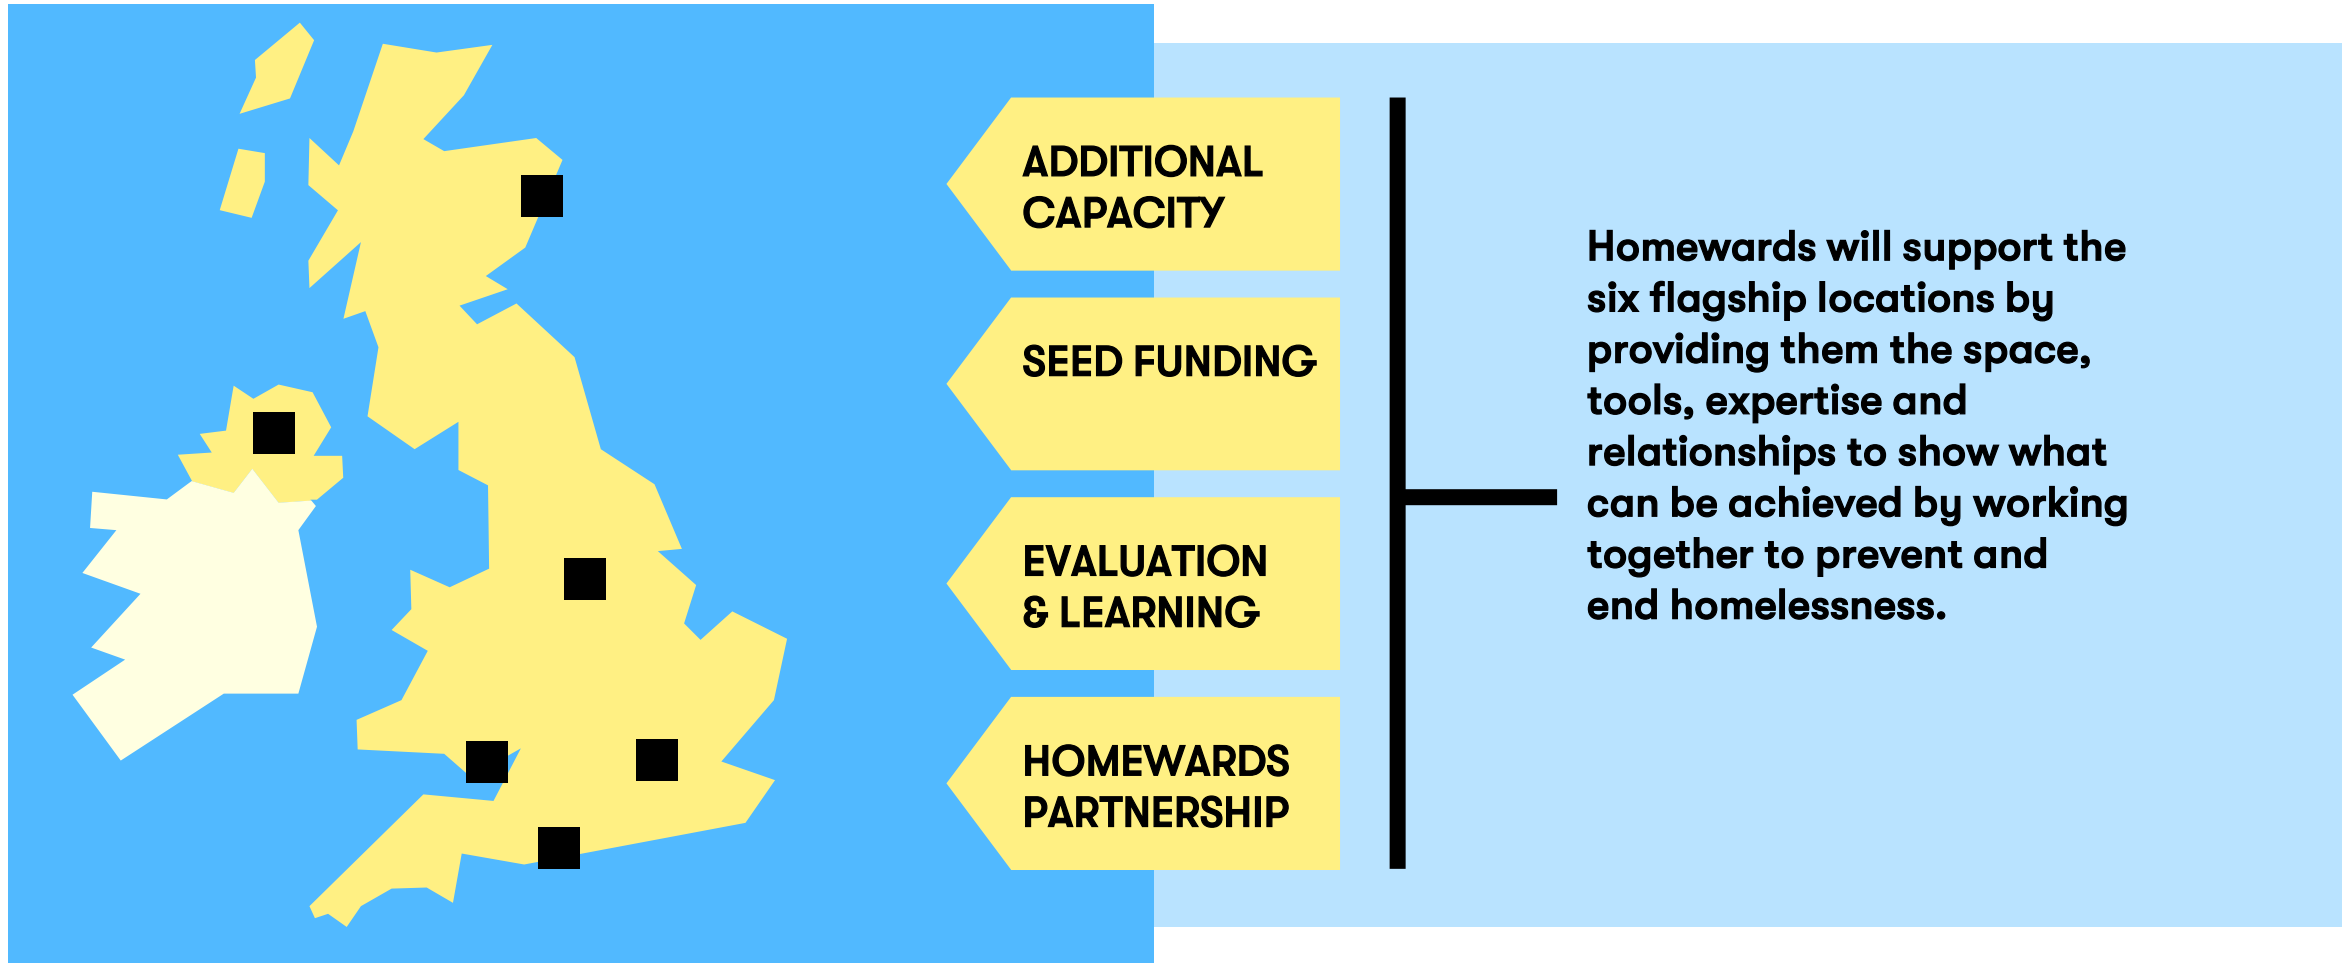 ADDITIONAL
CAPACITY
SEED FUNDING
EVALUATION
& LEARNING
HOMEWARDS
PARTNERSHIP
Homewards will support the
six flagship locations by
providing them the space,
tools, expertise and
relationships to show what
can be achieved by working
together to prevent and
end homelessness.